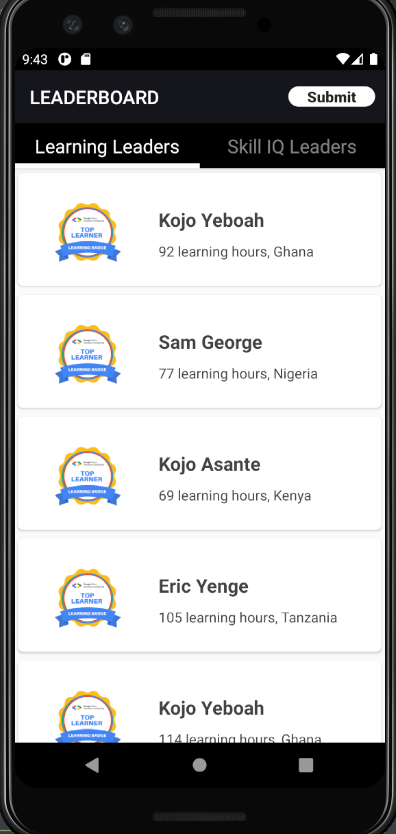 9:43
LEADERBOARD
Submit
Learning Leaders
Skill IQ Leaders
TOP
LEARNER
LEARNING BADGE
Kojo Yeboah
92 learning hours, Ghana
TOP
LEARNER
LEARNING BADGE
Sam George
77 learning hours, Nigeria
TOP
LEARNER
LEARNING BADGE
Kojo Asante
69 learning hours, Kenya
TOP
LEARNER
LEARNING BADGE
Eric Yenge
105 learning hours, Tanzania
TOP
LEARNER
LEARNING BADGE
Kojo Yeboah
114 learning hours, Ghana